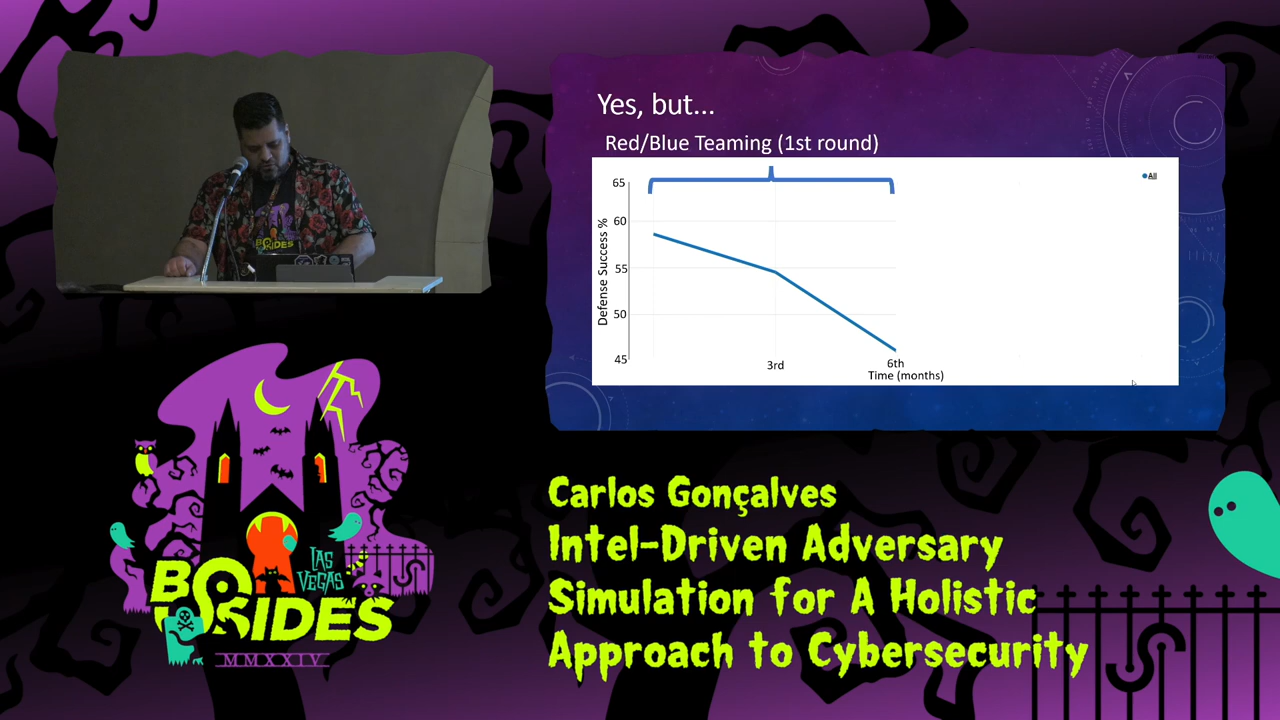 Yes, but...
Red/Blue Teaming (1st round)
All
65
60
55
50
45
Defense Success %
3rd
6th
Time (months)
BSIDES
LAS
VEGAS
BSIDES
MMXXIV
Carlos Gonçalves
Intel-Driven Adversary
Simulation for A Holistic
Approach to Cybersecurity